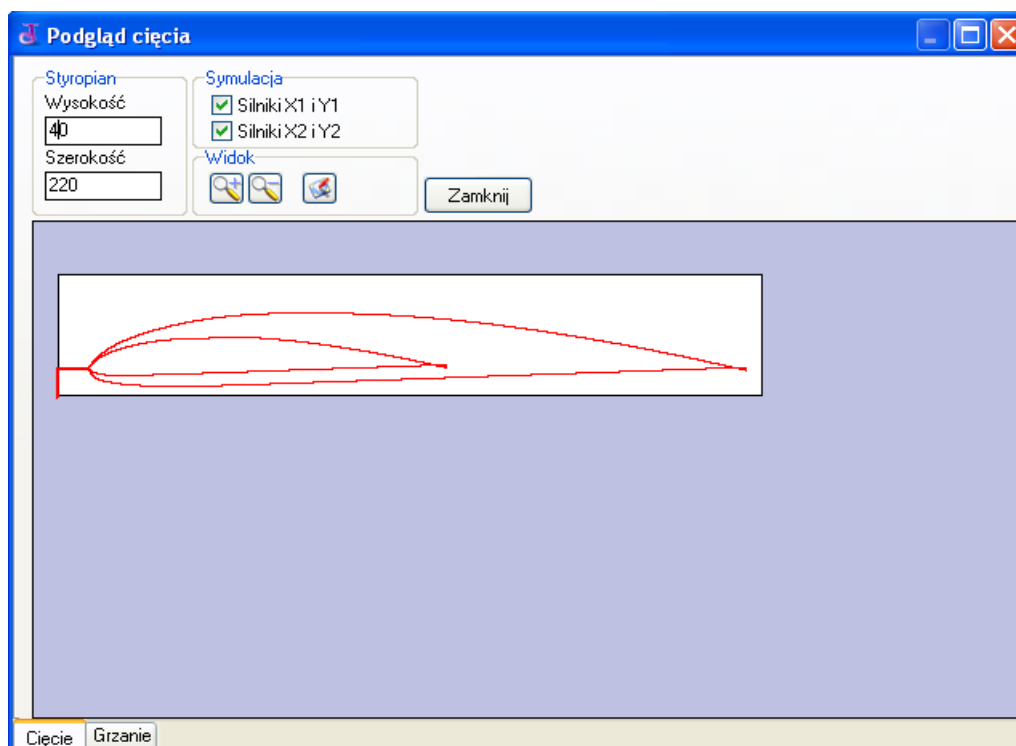 Podgląd cięcia
Styropian
Wysokość
40
Szerokość
220
Symulacja
Silniki X1 i Y1
Silniki X2 i Y2
Widok
Zamknij
Cięcie
Grzanie